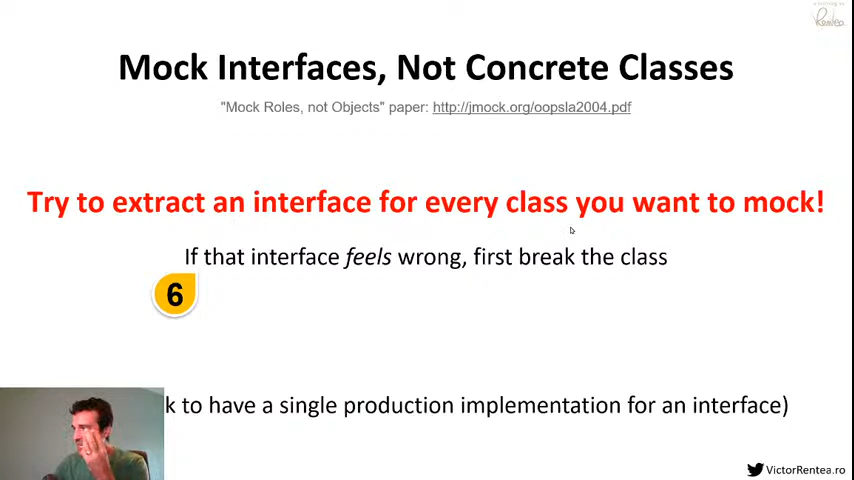 Mock Interfaces, Not Concrete Classes
"Mock Roles, not Objects" paper: http://jmock.org/oopsla2004.pdf
Try to extract an interface for every class you want to mock!
If that interface feels wrong, first break the class
6
k to have a single production implementation for an interface)
VictorRentea.ro